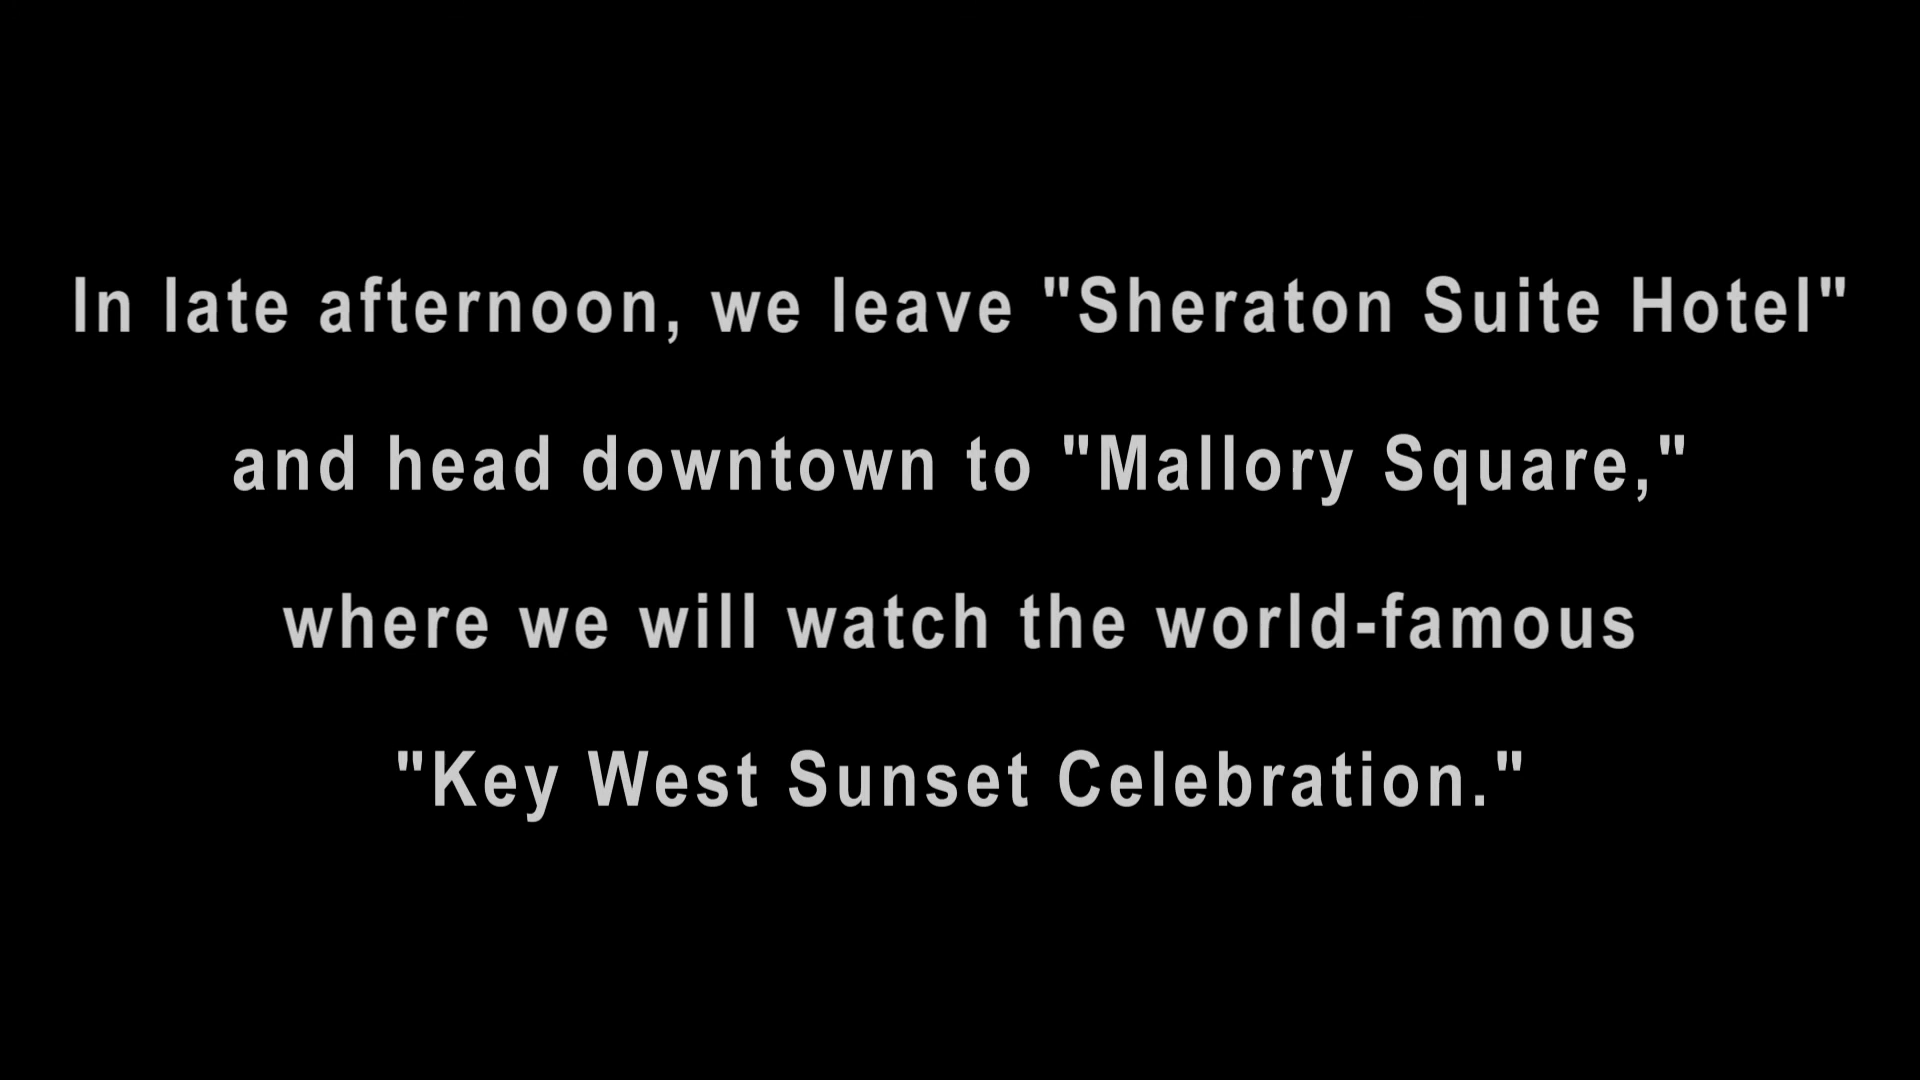 In late afternoon, we leave "Sheraton Suite Hotel"
and head downtown to "Mallory Square,"
where we will watch the world-famous
"Key West Sunset Celebration."